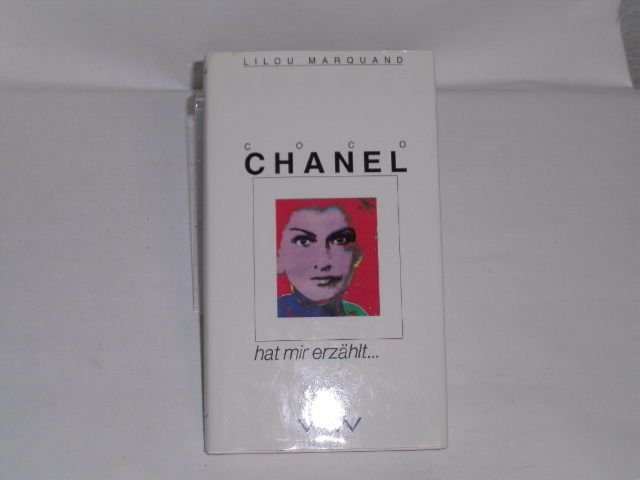 LILOU MARQUAND
COCO
CHANEL
hat mir erzählt...